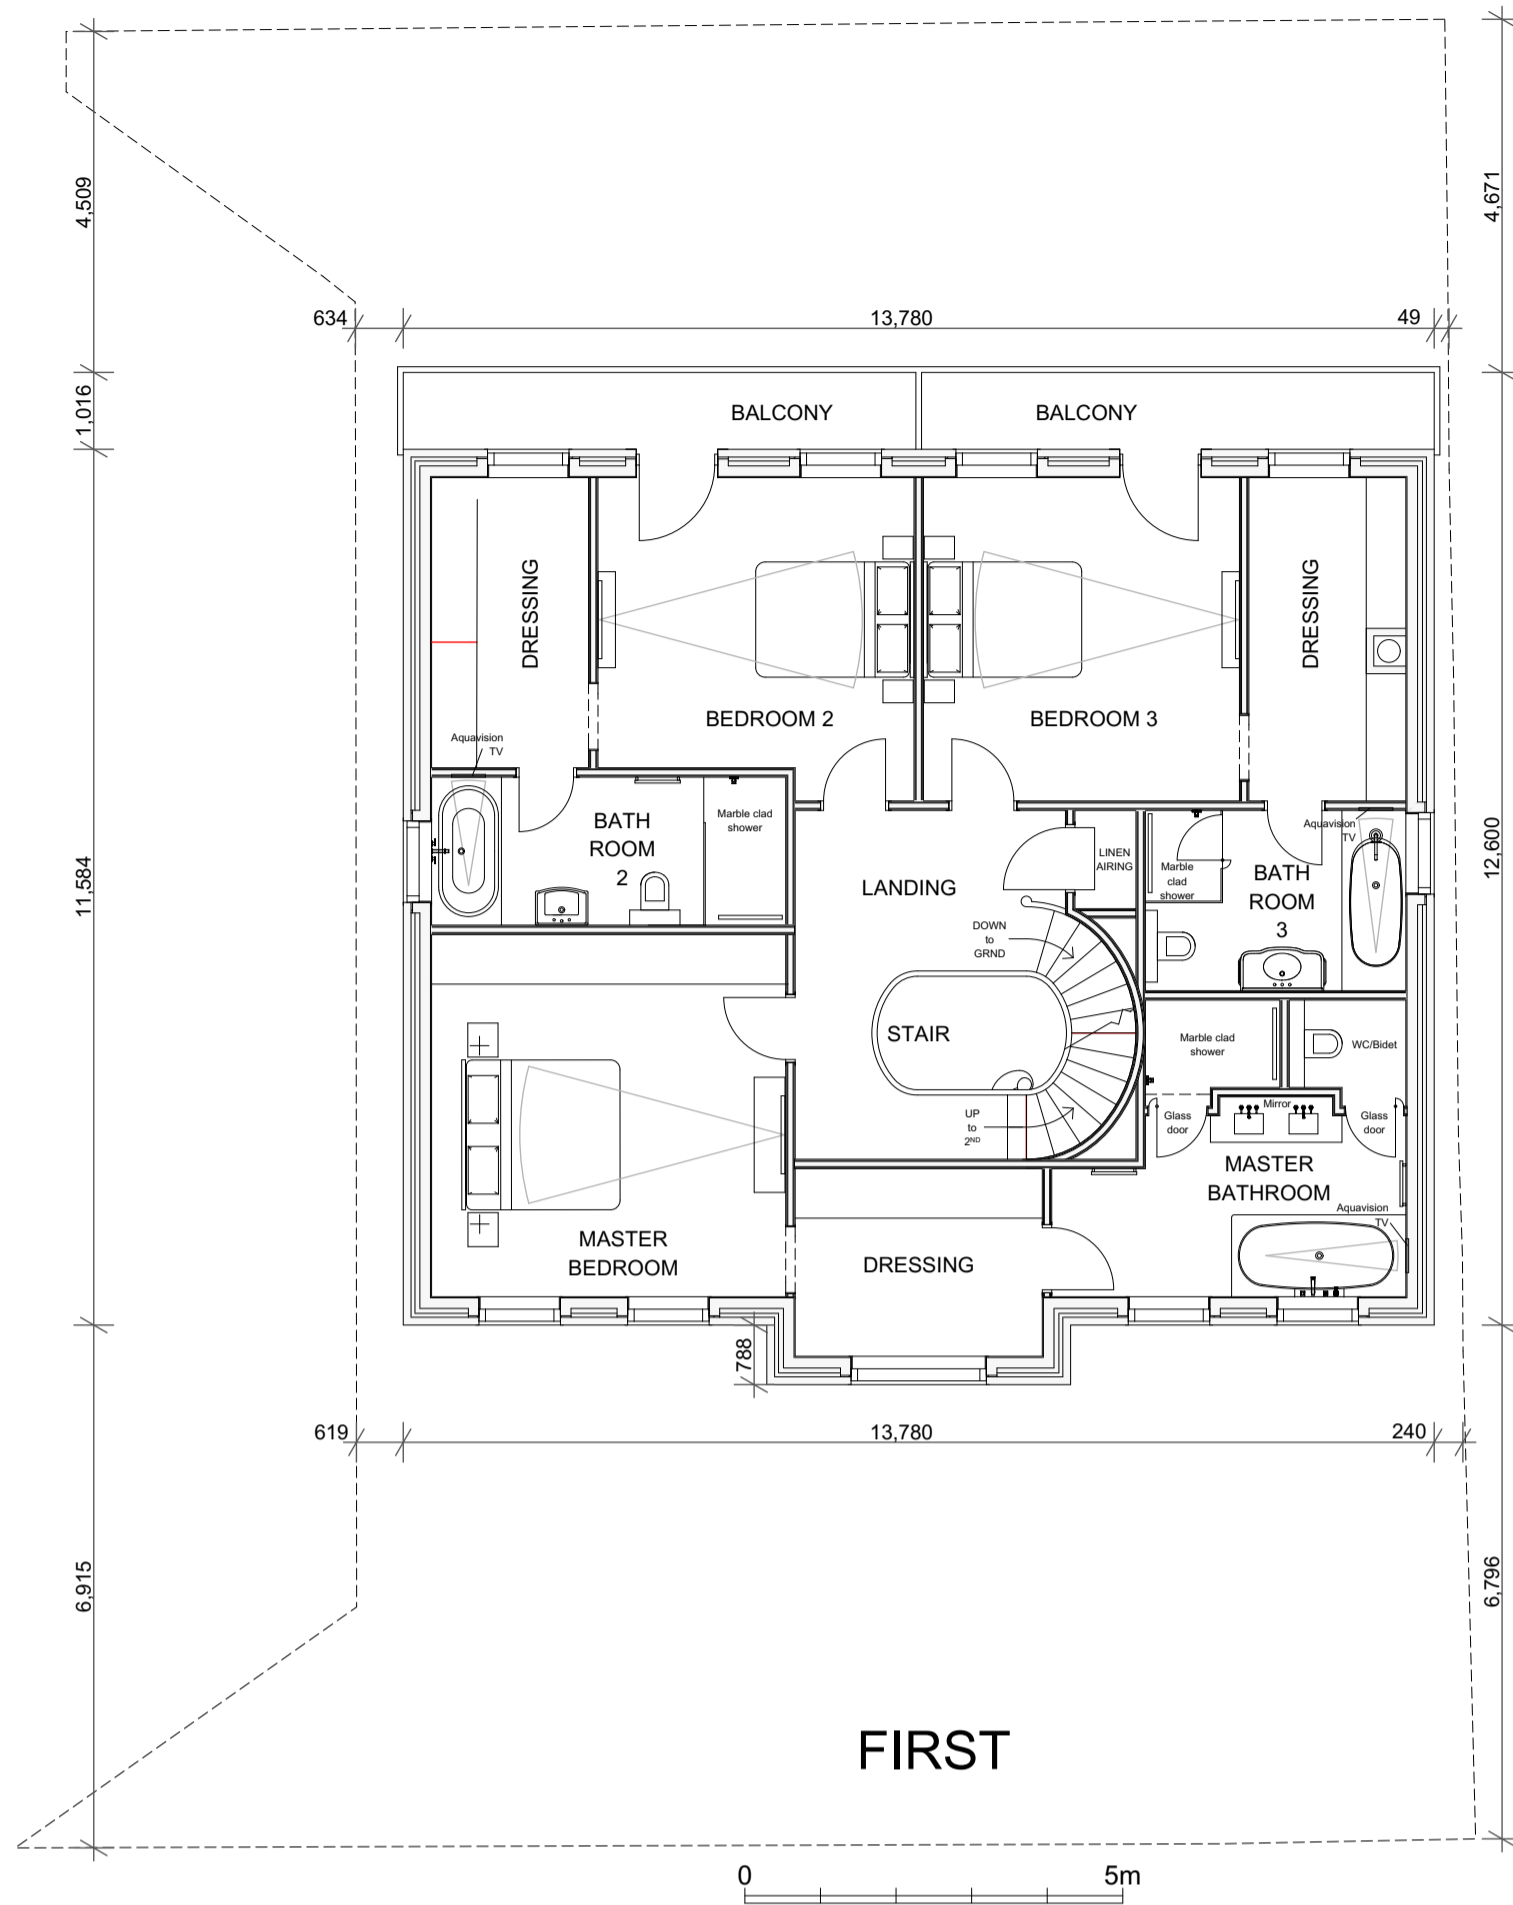 4,509
4,671
634
13,780
49
1,016
BALCONY
BALCONY
DRESSING
DRESSING
BEDROOM 2
BEDROOM 3
Aquavision
TV
BATH
ROOM
2
Marble clad
shower
LANDING
LINEN
AIRING
Marble
clad
shower
Aquavision
TV
BATH
ROOM
3
11,584
12,600
DOWN
to
GRND
STAIR
UP
to
2ND
Marble clad
shower
WC/Bidet
Mirror
Glass
door
Glass
door
MASTER
BATHROOM
Aquavision
TV
MASTER
BEDROOM
DRESSING
788
619
13,780
240
6,915
6,796
FIRST
0
5m